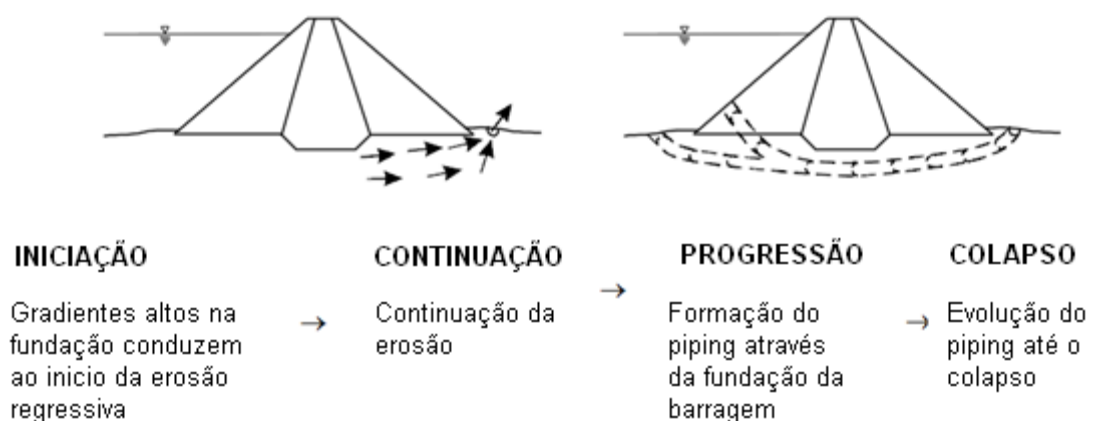 INICIAÇÃO
Gradientes altos na
fundação conduzem
ao inicio da erosão
regressiva
→
CONTINUAÇÃO
Continuação da
erosão
→
PROGRESSÃO
Formação do
piping através
da fundação da
barragem
→
COLAPSO
Evolução do
piping até o
colapso